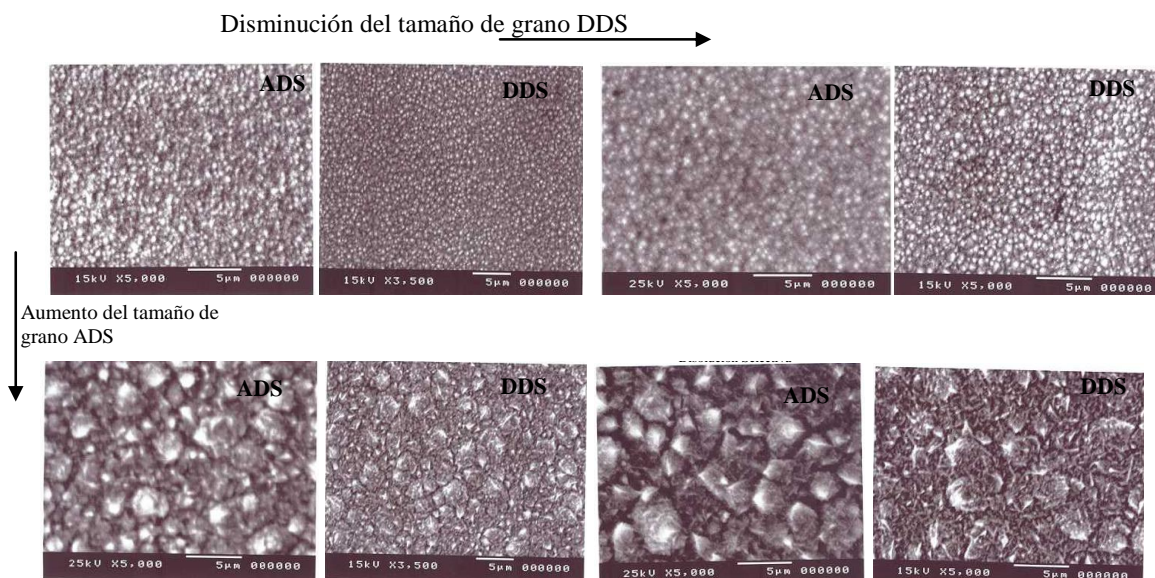 Disminución del tamaño de grano DDS
ADS
DDS
ADS
DDS
15kV X5,000 5µm 000000
15kV X3,500 5µm 000000
25kV X5,000 5µm 000000
15kV X5,000 5µm 000000
Aumento del tamaño de
grano ADS
ADS
DDS
ADS
DDS
25kV X5,000 5µm 000000
15kV X3,500 5µm 000000
25kV X5,000 5µm 000000
15kV X5,000 5µm 000000